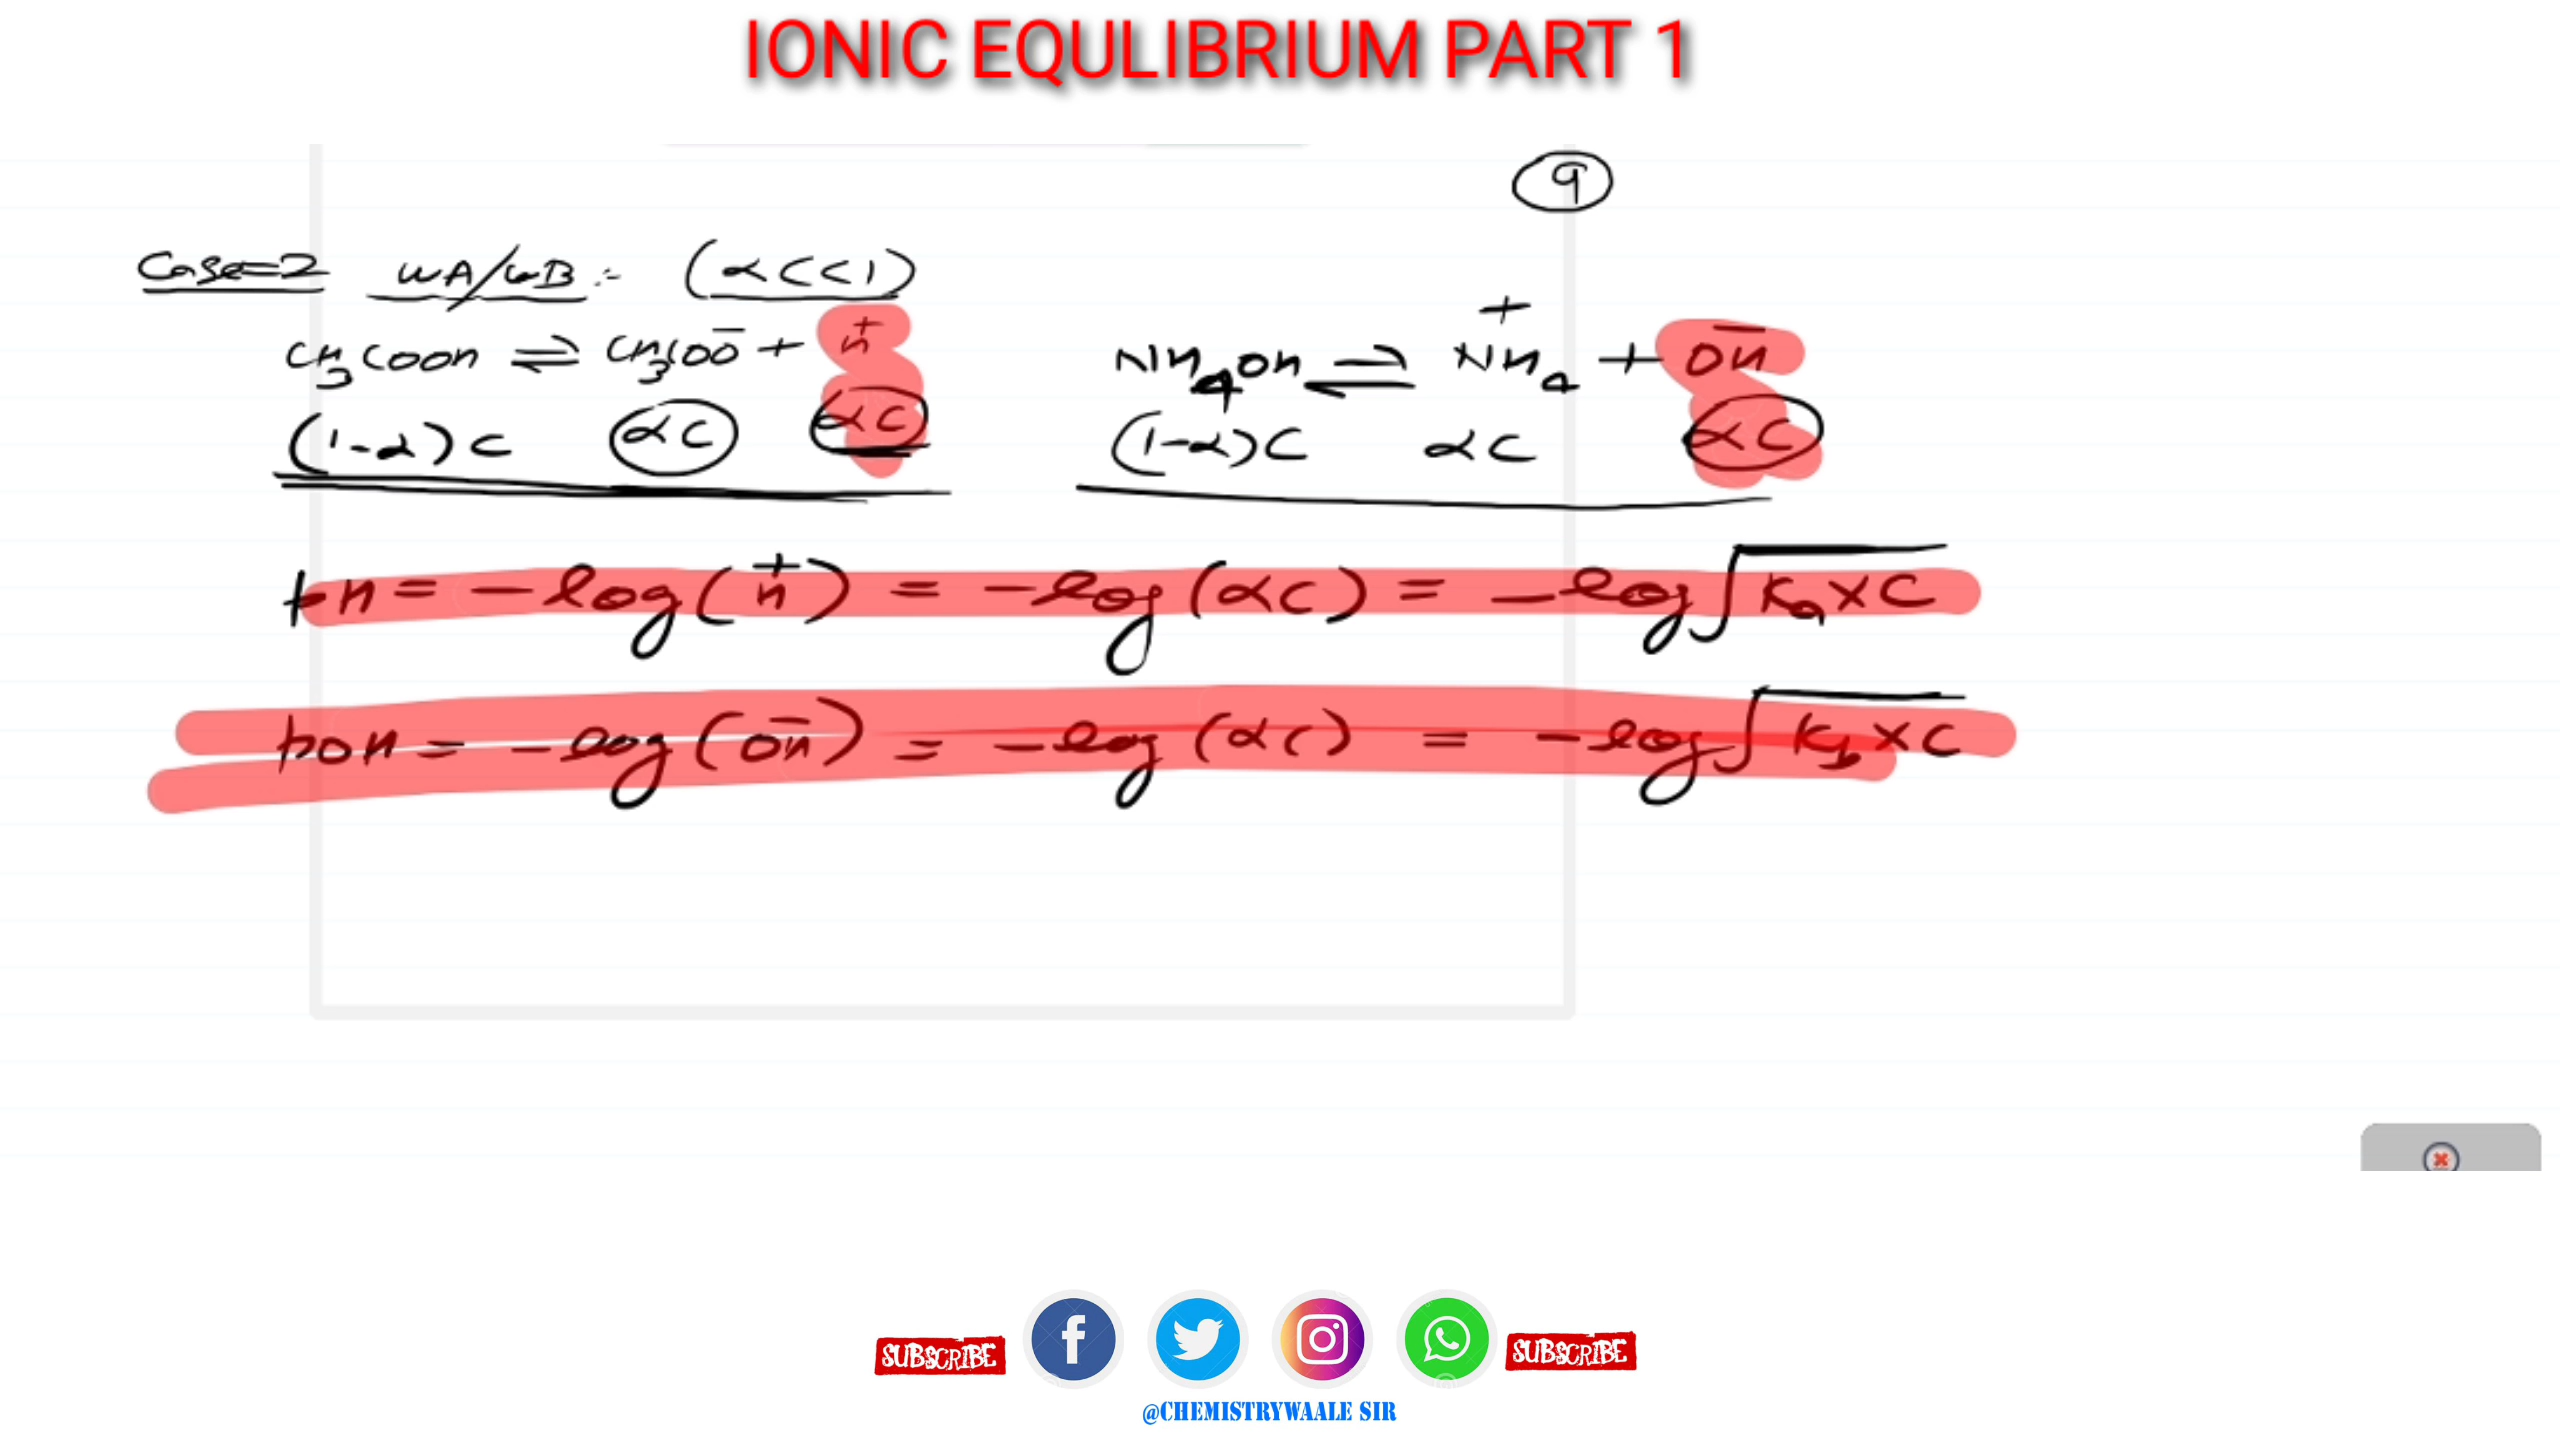 IONIC EQULIBRIUM PART 1
9
Case=2 WA/WB:- (α<<1)
CH₃COOH ⇌ CH₃COO⁻ + H⁺
NH₄OH ⇌ NH₄⁺ + OH⁻
(1-α)C αC αC
(1-α)C αC αC
pH = -log(H⁺) = -log(αC) = -log√Ka×C
pOH = -log(OH⁻) = -log(αC) = -log√Kb×C
SUBSCRIBE SUBSCRIBE
@CHEMISTRYWAALE SIR